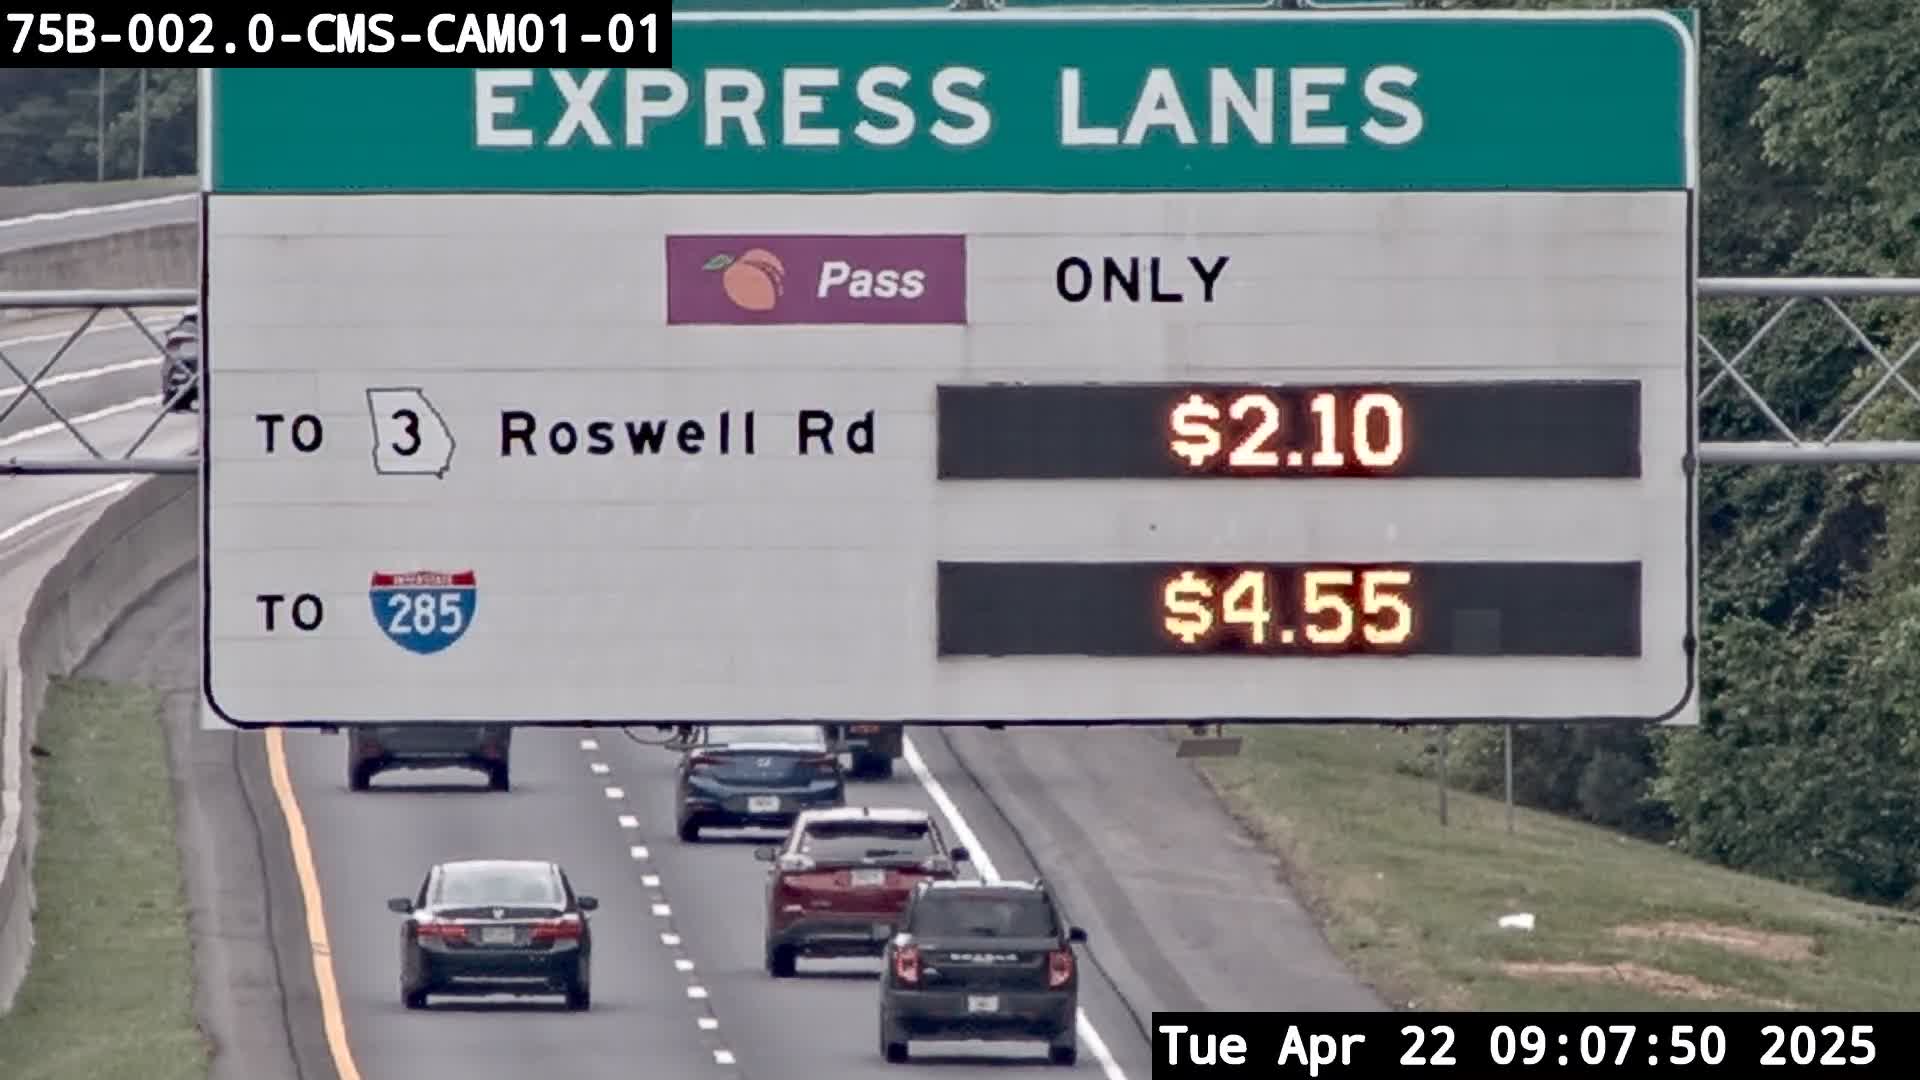 75B-002.0-CMS-CAM01-01
EXPRESS LANES
Pass ONLY
TO 3 Roswell Rd $2.10
INTERSTATE
TO 285 $4.55
Tue Apr 22 09:07:50 2025